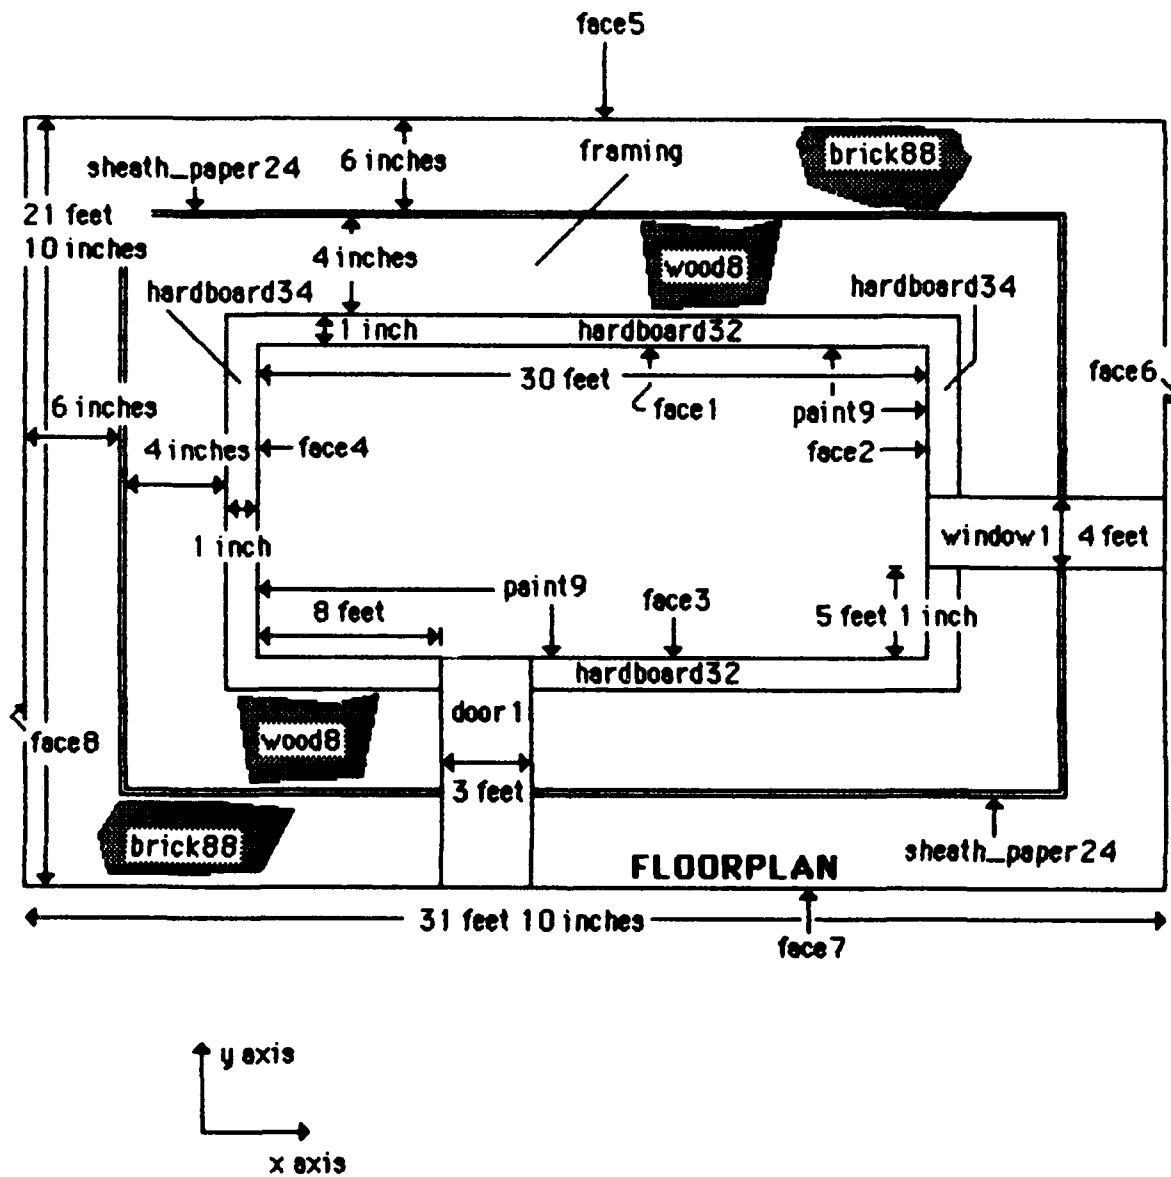 face5
framing
brick88
sheath_paper24
6 inches
21 feet
10 inches
4 inches
wood8
hardboard34
hardboard34
1 inch
hardboard32
30 feet
face6
6 inches
face1
paint9
4 inches
face4
face2
1 inch
window1
4 feet
paint9
8 feet
face3
5 feet 1 inch
hardboard32
door1
face8
wood8
3 feet
brick88
FLOORPLAN
sheath_paper24
31 feet 10 inches
face7
y axis
x axis